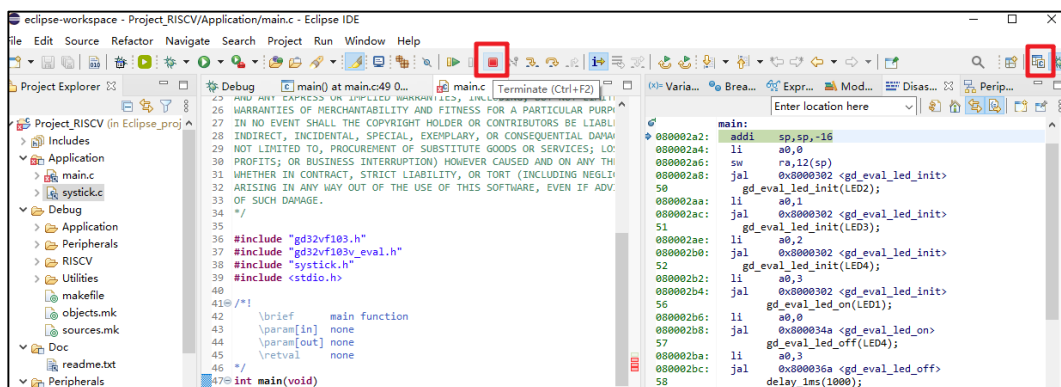 eclipse-workspace - Project_RISCV/Application/main.c - Eclipse IDE
File Edit Source Refactor Navigate Search Project Run Window Help
Project Explorer
Project_RISCV (in Eclipse_proj
Includes
Application
main.c
systick.c
Debug
Application
Peripherals
RISCV
Utilities
makefile
objects.mk
sources.mk
Doc
readme.txt
Peripherals
Debug
main() at main.c:49 0...
main.c
Terminate (Ctrl+F2)
26 WARRANTIES OF MERCHANTABILITY AND FITNESS FOR A PARTICULAR PURPO
27 IN NO EVENT SHALL THE COPYRIGHT HOLDER OR CONTRIBUTORS BE LIABL
28 INDIRECT, INCIDENTAL, SPECIAL, EXEMPLARY, OR CONSEQUENTIAL DAMA
29 NOT LIMITED TO, PROCUREMENT OF SUBSTITUTE GOODS OR SERVICES; LO
30 PROFITS; OR BUSINESS INTERRUPTION) HOWEVER CAUSED AND ON ANY TH
31 WHETHER IN CONTRACT, STRICT LIABILITY, OR TORT (INCLUDING NEGLI
32 ARISING IN ANY WAY OUT OF THE USE OF THIS SOFTWARE, EVEN IF ADV
33 OF SUCH DAMAGE.
34 */
35
36 #include "gd32vf103.h"
37 #include "gd32vf103v_eval.h"
38 #include "systick.h"
39 #include <stdio.h>
40
41 /*!
42 \brief main function
43 \param[in] none
44 \param[out] none
45 \retval none
46 */
47 int main(void)
(x)= Varia...
Brea...
Expr...
Mod...
Disas...
Perip...
Enter location here
main:
080002a2: addi sp,sp,-16
080002a4: li a0,0
080002a6: sw ra,12(sp)
080002a8: jal 0x8000302 <gd_eval_led_init>
50 gd_eval_led_init(LED2);
080002aa: li a0,1
080002ac: jal 0x8000302 <gd_eval_led_init>
51 gd_eval_led_init(LED3);
080002ae: li a0,2
080002b0: jal 0x8000302 <gd_eval_led_init>
52 gd_eval_led_init(LED4);
080002b2: li a0,3
080002b4: jal 0x8000302 <gd_eval_led_init>
56 gd_eval_led_on(LED1);
080002b6: li a0,0
080002b8: jal 0x800034a <gd_eval_led_on>
57 gd_eval_led_off(LED4);
080002ba: li a0,3
080002bc: jal 0x800036a <gd_eval_led_off>
58 delay_1ms(1000);